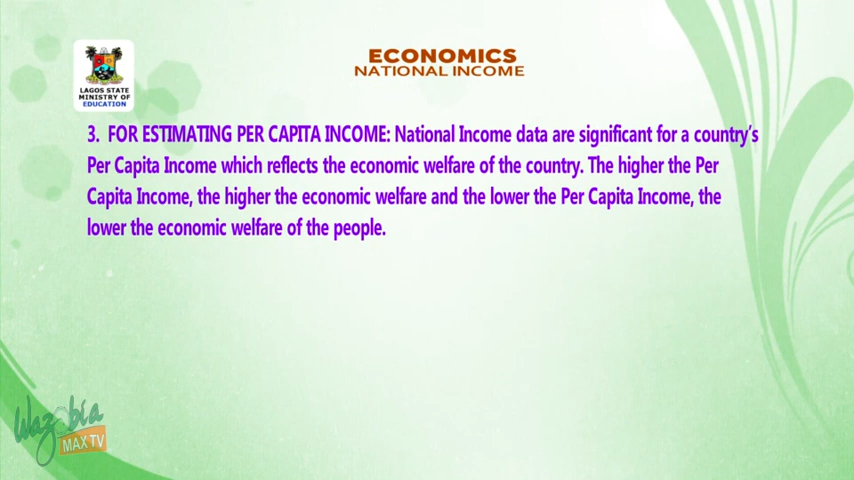 ECONOMICS
NATIONAL INCOME
LAGOS STATE
MINISTRY OF
EDUCATION
3. FOR ESTIMATING PER CAPITA INCOME: National Income data are significant for a country's
Per Capita Income which reflects the economic welfare of the country. The higher the Per
Capita Income, the higher the economic welfare and the lower the Per Capita Income, the
lower the economic welfare of the people.
Wazobia
MAX TV